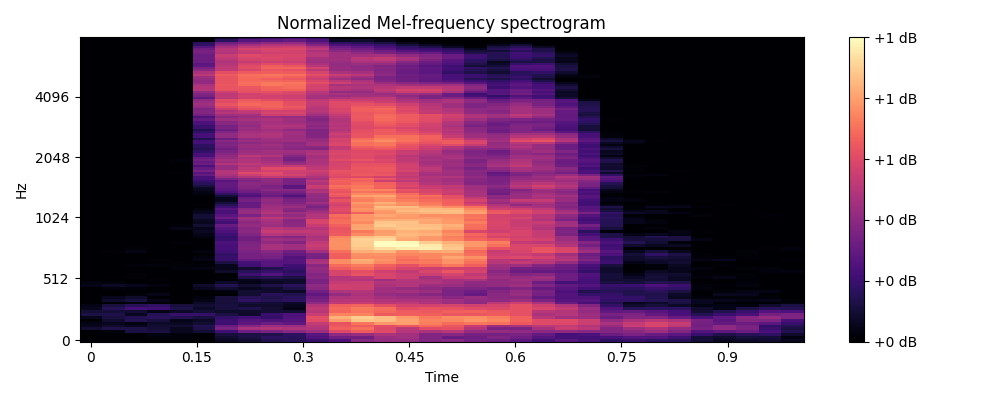 Normalized Mel-frequency spectrogram
Hz
4096
2048
1024
512
0
0 0.15 0.3 0.45 0.6 0.75 0.9
Time
+1 dB
+1 dB
+1 dB
+0 dB
+0 dB
+0 dB